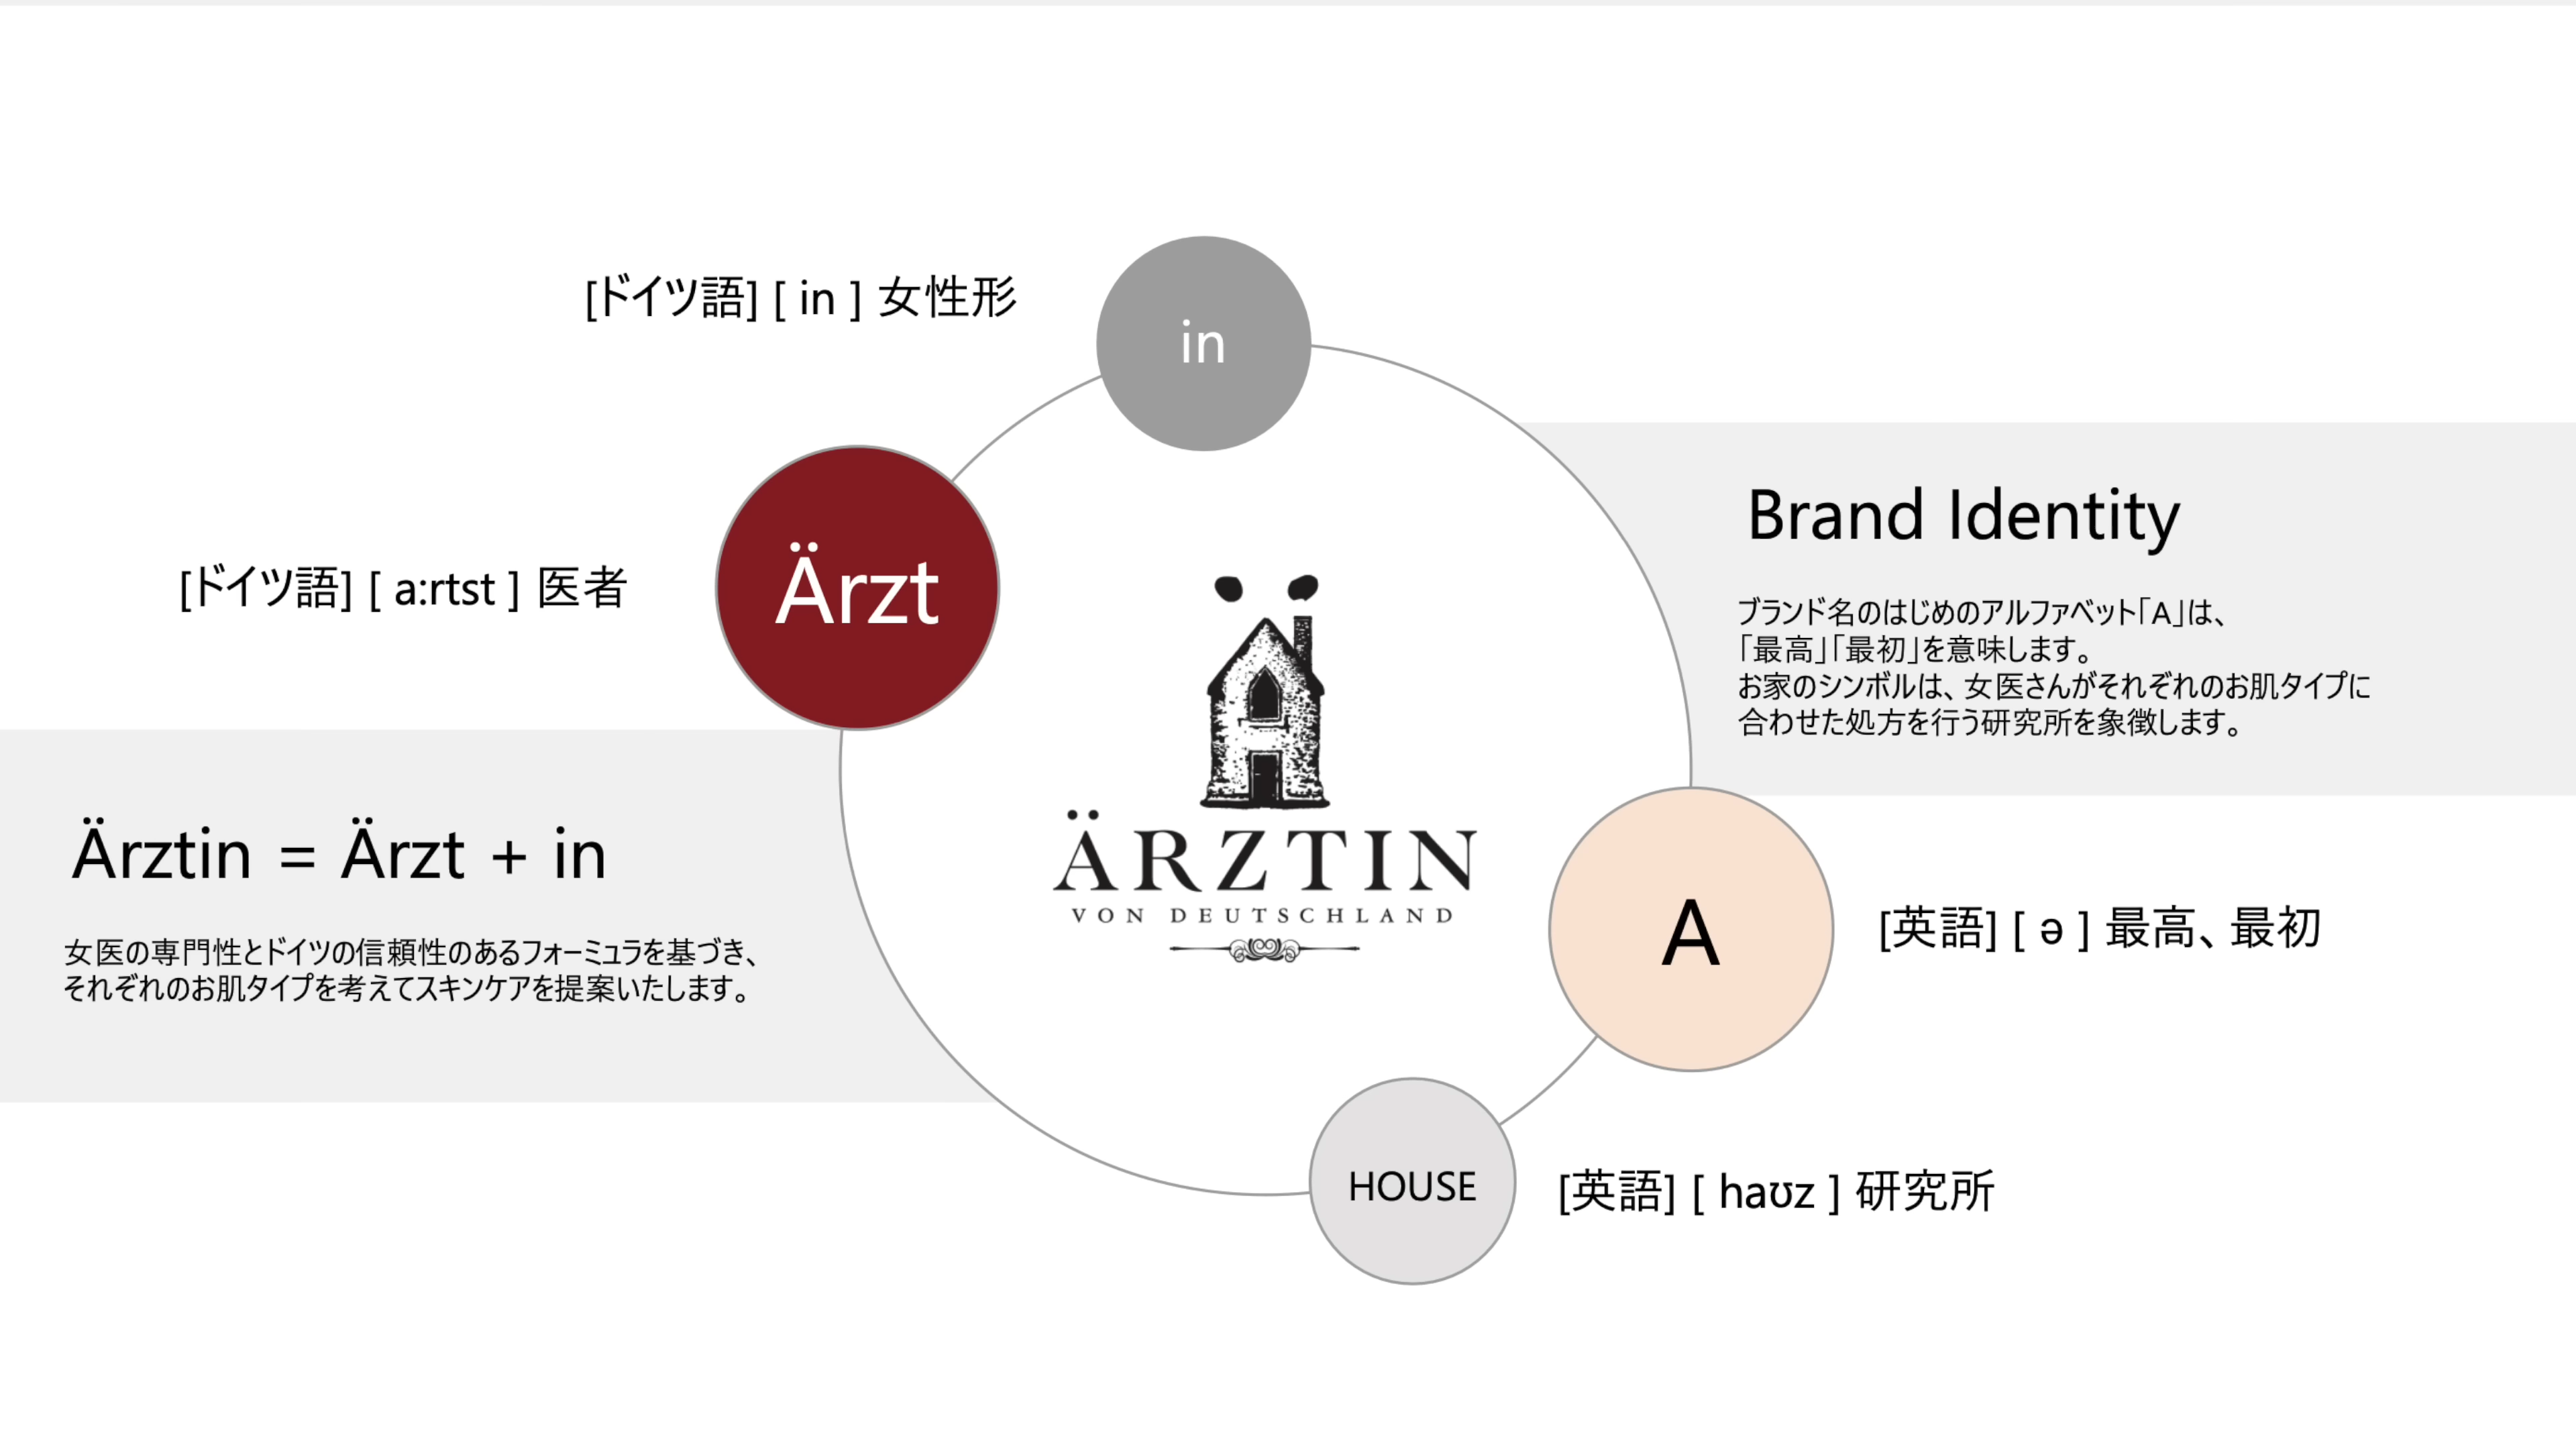 [ドイツ語] [ in ] 女性形
in
[ドイツ語] [ a:rtst ] 医者
Ärzt
Ärztin = Ärzt + in
女医の専門性とドイツの信頼性のあるフォーミュラを基づき、
それぞれのお肌タイプを考えてスキンケアを提案いたします。
ÄRZTIN
VON DEUTSCHLAND
Brand Identity
ブランド名のはじめのアルファベット「A」は、
「最高」「最初」を意味します。
お家のシンボルは、女医さんがそれぞれのお肌タイプに
合わせた処方を行う研究所を象徴します。
A
[英語] [ ə ] 最高、最初
HOUSE
[英語] [ haʊz ] 研究所